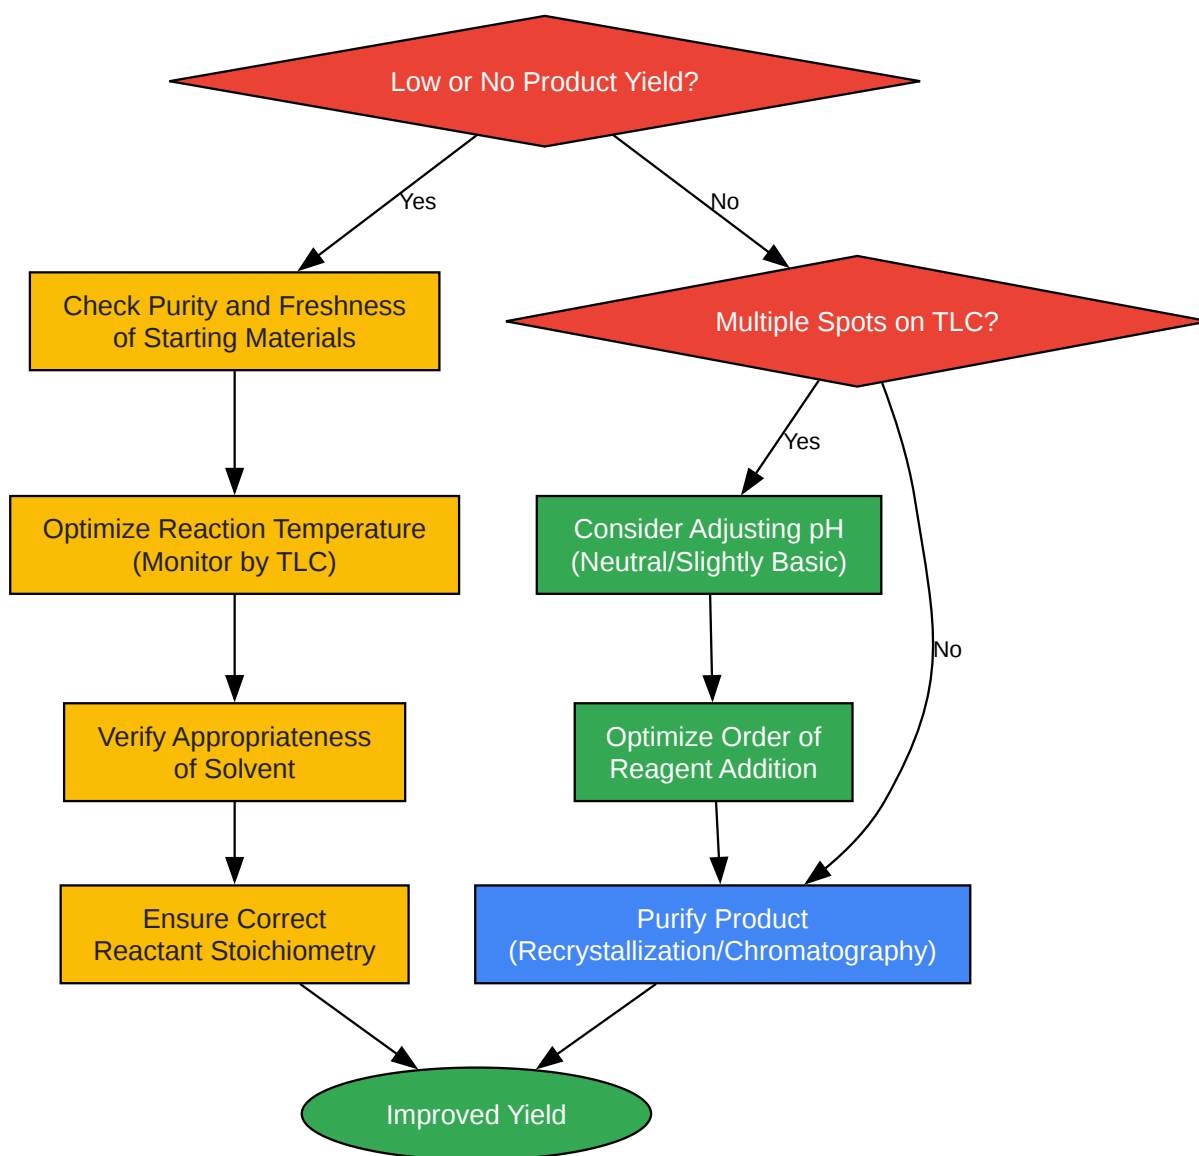 Low or No Product Yield?
Yes
No
Check Purity and Freshness
of Starting Materials
Multiple Spots on TLC?
Yes
Optimize Reaction Temperature
(Monitor by TLC)
Consider Adjusting pH
(Neutral/Slightly Basic)
No
Verify Appropriateness
of Solvent
Optimize Order of
Reagent Addition
Ensure Correct
Reactant Stoichiometry
Purify Product
(Recrystallization/Chromatography)
Improved Yield